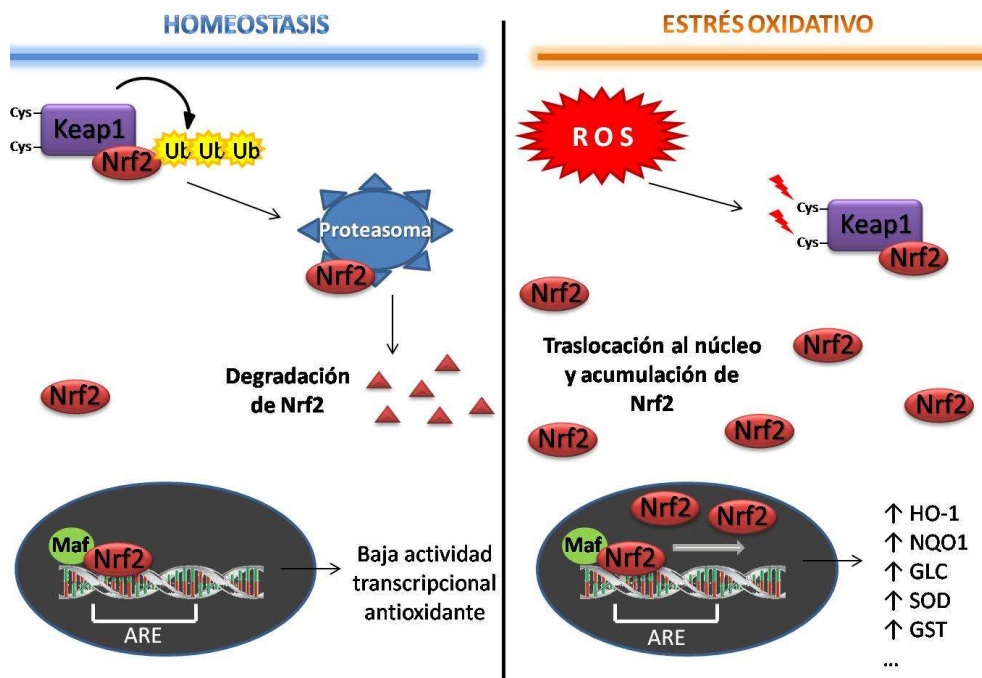 HOMEOSTASIS
Cys
Cys
Keap1
Nrf2
Ub Ub Ub
Proteasoma
Nrf2
Degradación
de Nrf2
Nrf2
Maf
Nrf2
ARE
Baja actividad
transcripcional
antioxidante
ESTRÉS OXIDATIVO
ROS
Cys
Cys
Keap1
Nrf2
Nrf2
Nrf2
Traslocación al núcleo
y acumulación de
Nrf2
Nrf2
Nrf2
Nrf2
Nrf2
Nrf2
Maf
Nrf2
ARE
↑ HO-1
↑ NQO1
↑ GLC
↑ SOD
↑ GST
...